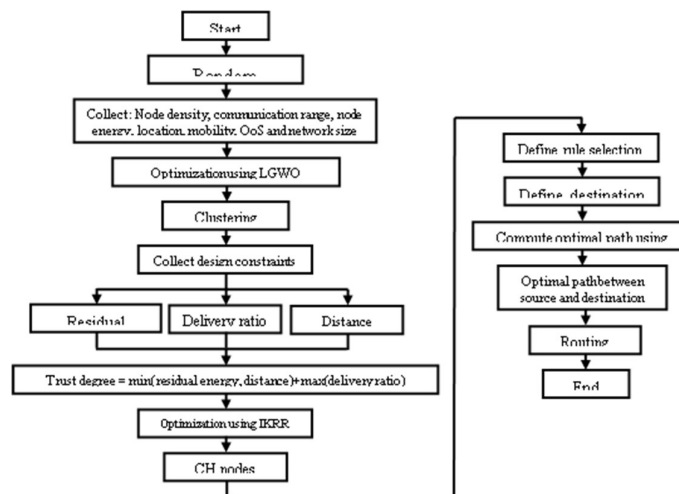 Start
Random
Collect: Node density, communication range, node
energy, location, mobility, QoS and network size
Optimization using LGWO
Clustering
Collect design constraints
Residual
Delivery ratio
Distance
Trust degree = min(residual energy, distance)+max(delivery ratio)
Optimization using IKRR
CH nodes
Define rule selection
Define destination
Compute optimal path using
Optimal path between
source and destination
Routing
End